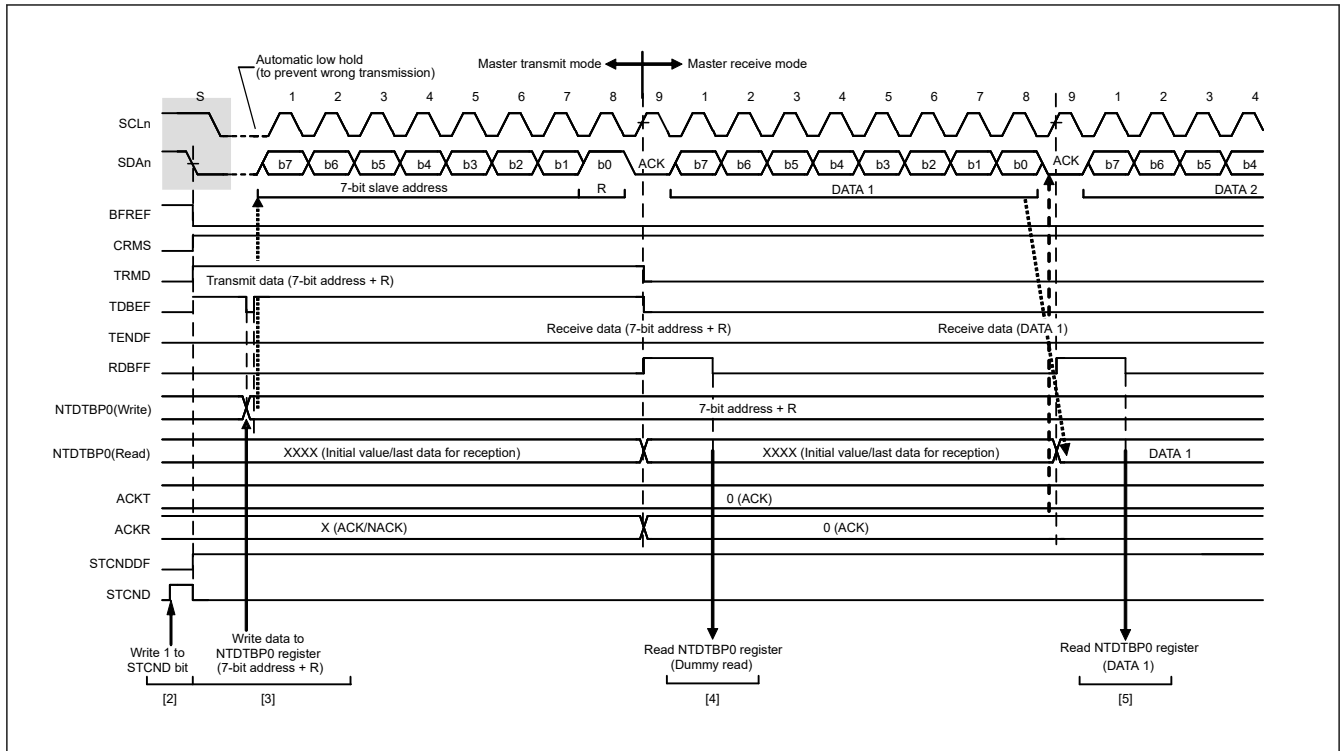 Automatic low hold
(to prevent wrong transmission)
Master transmit mode
Master receive mode
S 1 2 3 4 5 6 7 8 9 1 2 3 4 5 6 7 8 9 1 2 3 4
SCLn
SDAn b7 b6 b5 b4 b3 b2 b1 b0 ACK b7 b6 b5 b4 b3 b2 b1 b0 ACK b7 b6 b5 b4
7-bit slave address R DATA 1 DATA 2
BFREF
CRMS
TRMD Transmit data (7-bit address + R)
TDBEF
Receive data (7-bit address + R) Receive data (DATA 1)
TENDF
RDBFF
NTDTBP0(Write) 7-bit address + R
NTDTBP0(Read) XXXX (Initial value/last data for reception) XXXX (Initial value/last data for reception) DATA 1
ACKT 0 (ACK)
ACKR X (ACK/NACK) 0 (ACK)
STCNDDF
STCND
Write 1 to
STCND bit
Write data to
NTDTBP0 register
(7-bit address + R)
Read NTDTBP0 register
(Dummy read)
Read NTDTBP0 register
(DATA 1)
[2] [3] [4] [5]